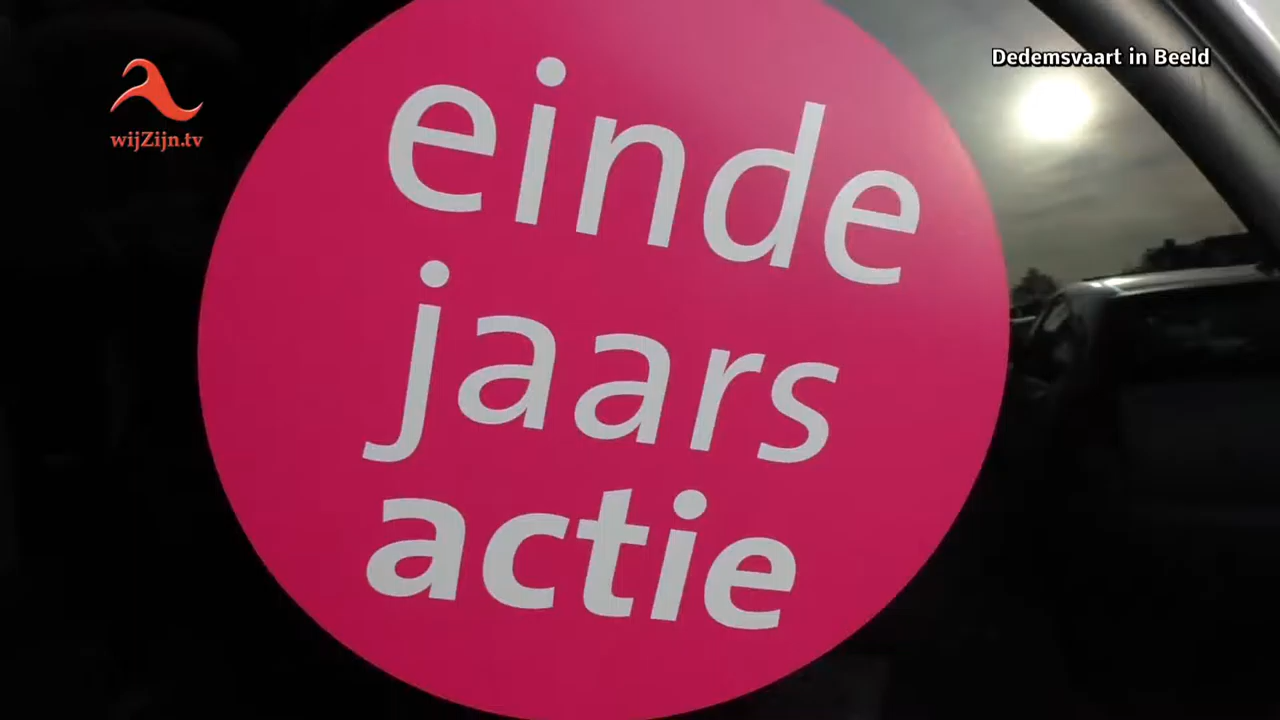 wijZijn.tv
Dedemsvaart in Beeld
einde
jaars
actie